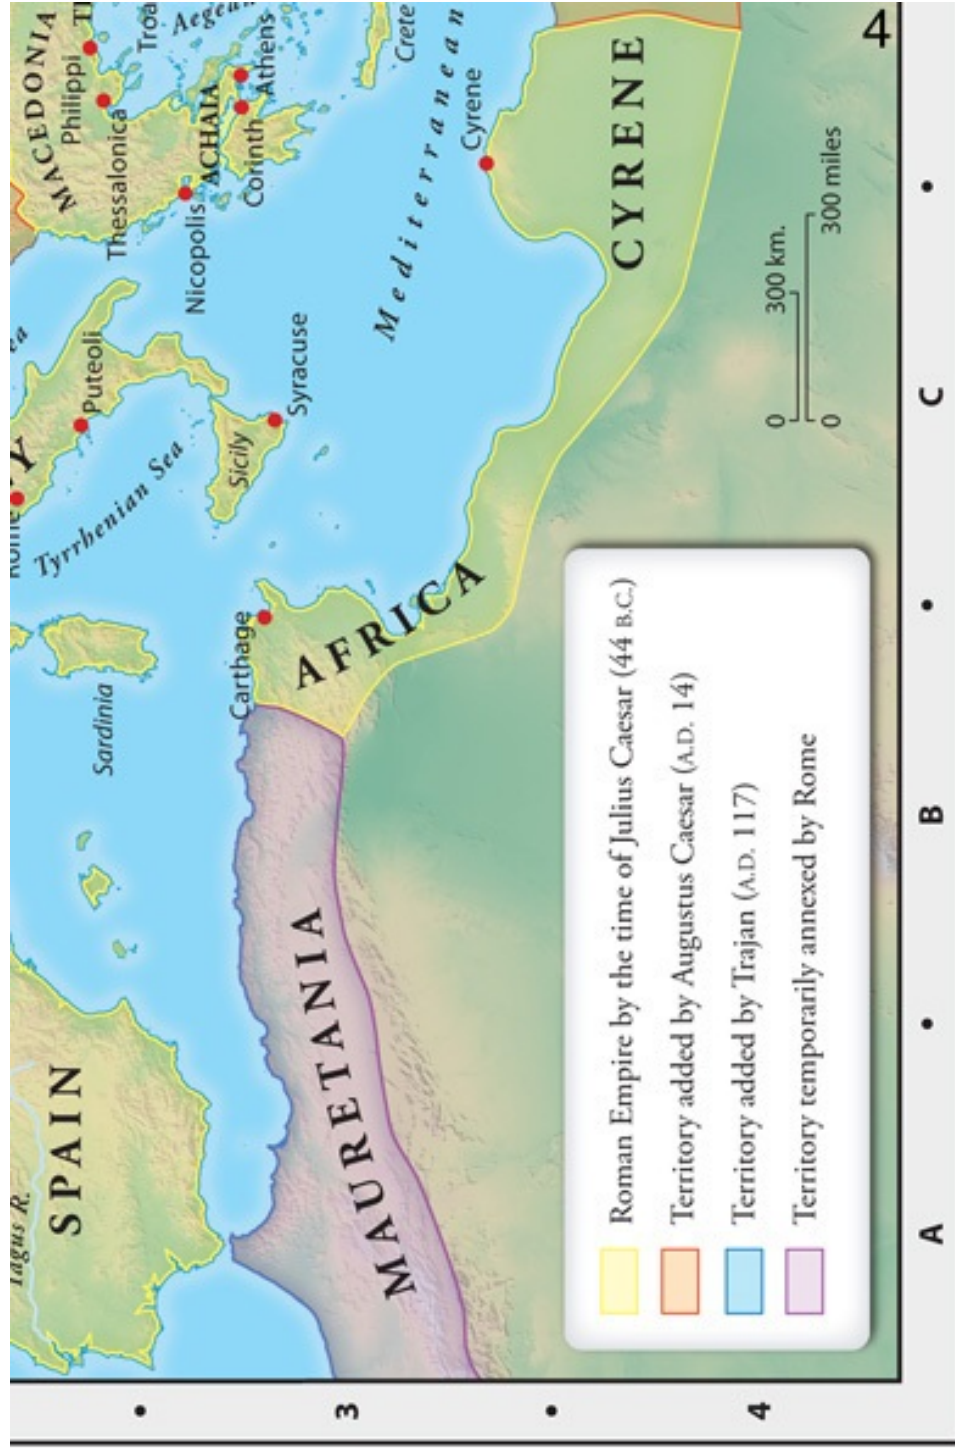 MACEDONIA
Philippi
Thessalonica
Troa
Aegean
ACHAIA
Athens
Corinth
Nicopolis
Crete
Mediterranean
Cyrene
CYRENE
Puteoli
Rome
Y
Tyrrhenian Sea
Sicily
Syracuse
Sardinia
Carthage
AFRICA
SPAIN
Tagus R.
MAURETANIA
0 300 km.
0 300 miles
Roman Empire by the time of Julius Caesar (44 B.C.)
Territory added by Augustus Caesar (A.D. 14)
Territory added by Trajan (A.D. 117)
Territory temporarily annexed by Rome
4
3
4
A • B • C •